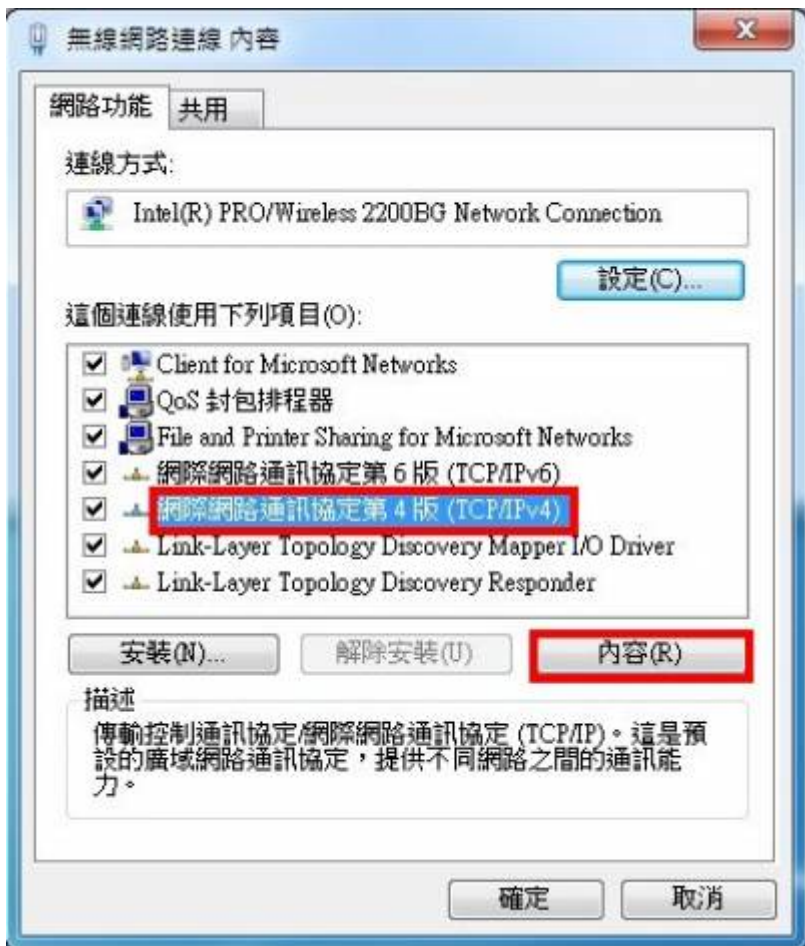 無線網路連線 內容
網路功能 共用
連線方式:
Intel(R) PRO/Wireless 2200BG Network Connection
設定(C)...
這個連線使用下列項目(O):
Client for Microsoft Networks
QoS 封包排程器
File and Printer Sharing for Microsoft Networks
網際網路通訊協定第 6 版 (TCP/IPv6)
網際網路通訊協定第 4 版 (TCP/IPv4)
Link-Layer Topology Discovery Mapper I/O Driver
Link-Layer Topology Discovery Responder
安裝(N)... 解除安裝(U) 內容(R)
描述
傳輸控制通訊協定/網際網路通訊協定 (TCP/IP)。這是預
設的廣域網路通訊協定，提供不同網路之間的通訊能
力。
確定 取消